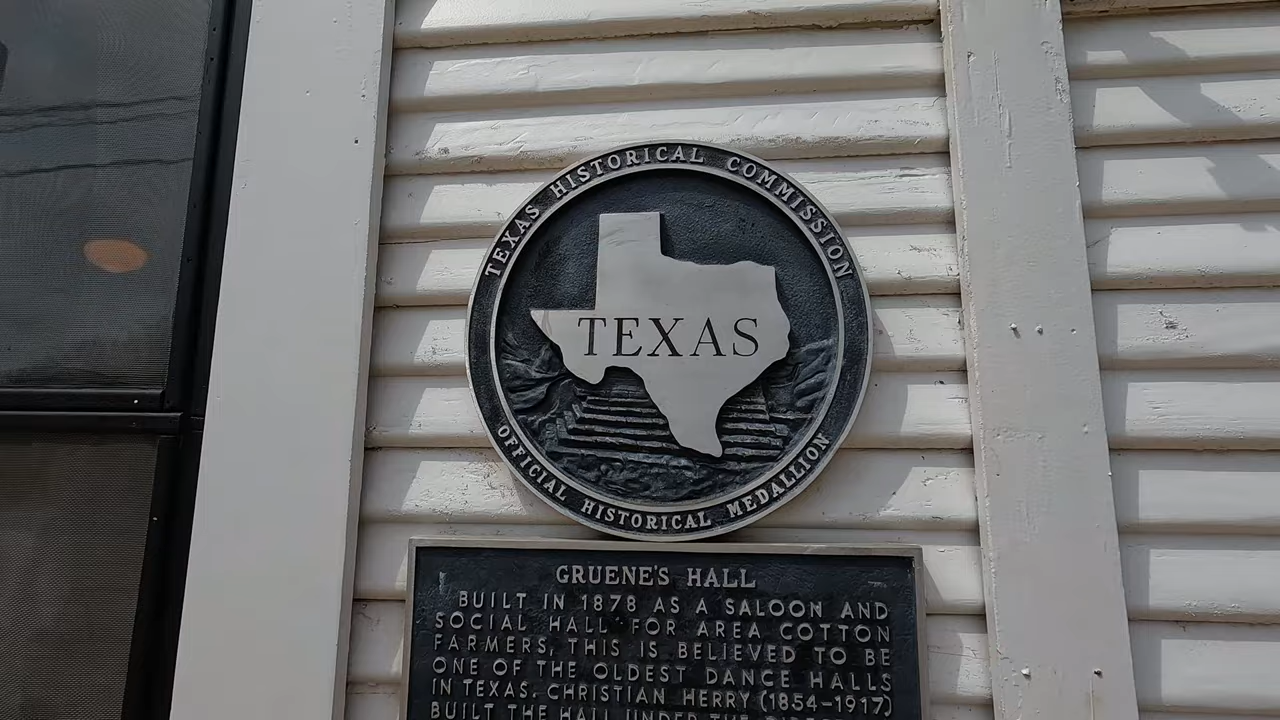 TEXAS HISTORICAL COMMISSION
TEXAS
OFFICIAL HISTORICAL MEDALLION
GRUENE'S HALL
BUILT IN 1878 AS A SALOON AND
SOCIAL HALL FOR AREA COTTON
FARMERS, THIS IS BELIEVED TO BE
ONE OF THE OLDEST DANCE HALLS
IN TEXAS. CHRISTIAN HERRY (1854-1917)
BUILT THE HALL UNDER THE